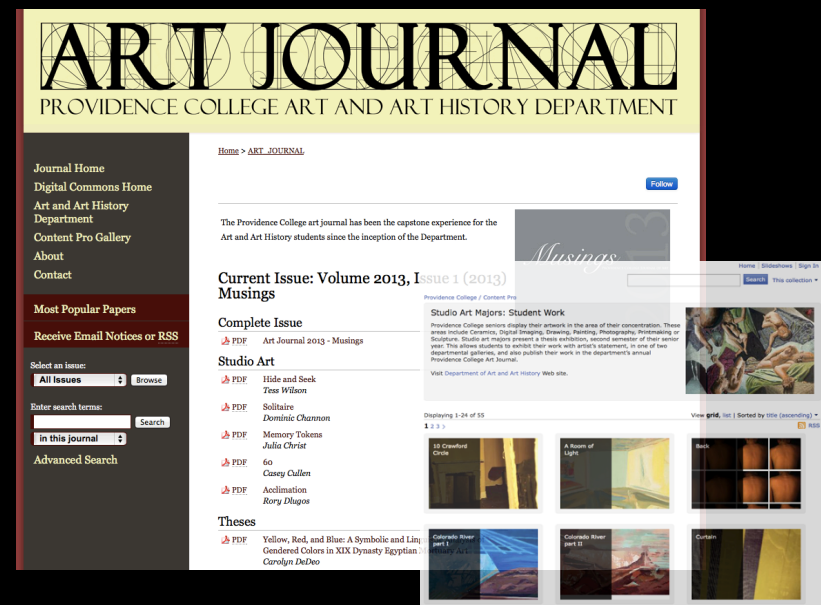 ART JOURNAL
PROVIDENCE COLLEGE ART AND ART HISTORY DEPARTMENT
Journal Home
Digital Commons Home
Art and Art History
Department
Content Pro Gallery
About
Contact
Most Popular Papers
Receive Email Notices or RSS
Select an issue:
All Issues
Browse
Enter search terms:
Search
in this journal
Advanced Search
Home > ART_JOURNAL
Follow
The Providence College art journal has been the capstone experience for the
Art and Art History students since the inception of the Department.
Musings
13
Current Issue: Volume 2013, Issue 1 (2013)
Musings
Complete Issue
PDF Art Journal 2013 - Musings
Studio Art
PDF Hide and Seek
Tess Wilson
PDF Solitaire
Dominic Channon
PDF Memory Tokens
Julia Christ
PDF 60
Casey Cullen
PDF Acclimation
Rory Dlugos
Theses
PDF Yellow, Red, and Blue: A Symbolic and Ling
Gendered Colors in XIX Dynasty Egyptian Mortuary Art
Carolyn DeDeo
Home | Slideshows | Sign In
Search This collection
Providence College / Content Pro
Studio Art Majors: Student Work
Providence College seniors display their artwork in the area of their concentration. These
areas include Ceramics, Digital Imaging, Drawing, Painting, Photography, Printmaking or
Sculpture. Studio art majors present a thesis exhibition, second semester of their senior
year. This allows students to exhibit their work with artist's statement, in one of two
departmental galleries, and also publish their work in the department's annual
Providence College Art Journal.
Visit Department of Art and Art History Web site.
Displaying 1-24 of 55
View grid, list | Sorted by title (ascending)
1 2 3 >
RSS
10 Crawford
Circle
A Room of
Light
Back
Colorado River
part I
Colorado River
part II
Curtain